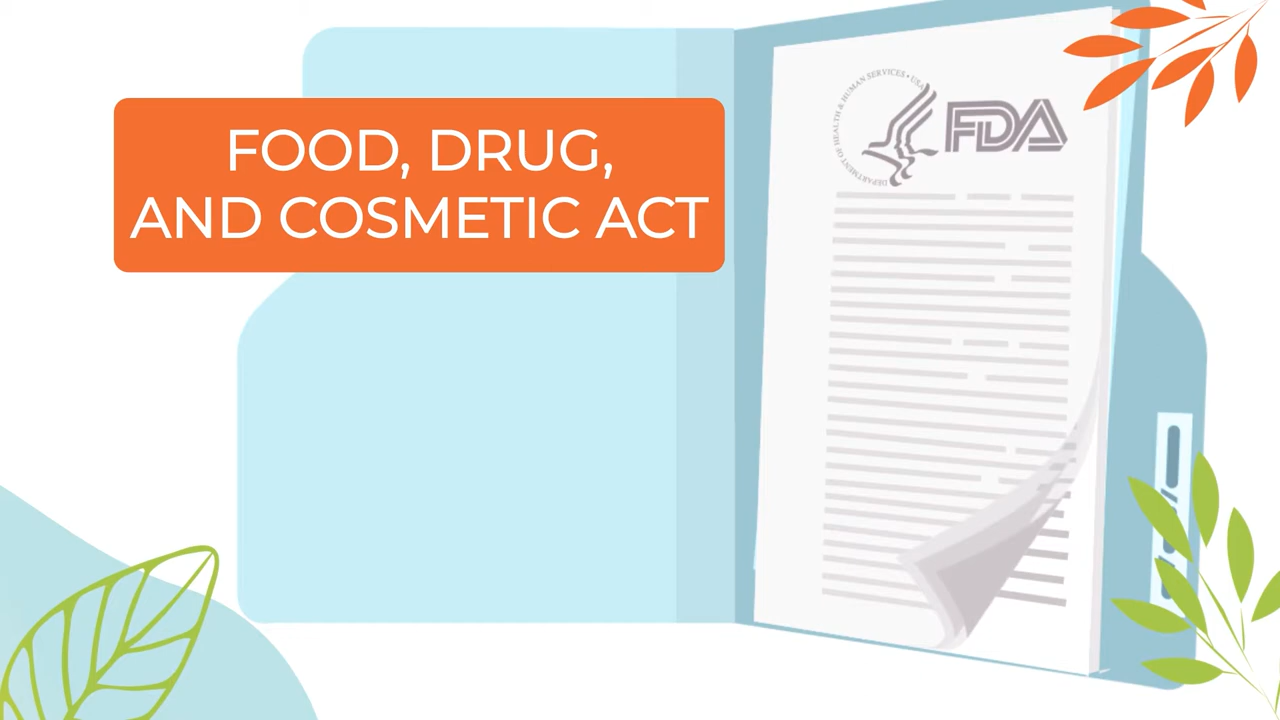 FOOD, DRUG,
AND COSMETIC ACT
DEPARTMENT OF HEALTH & HUMAN SERVICES • USA
FDA